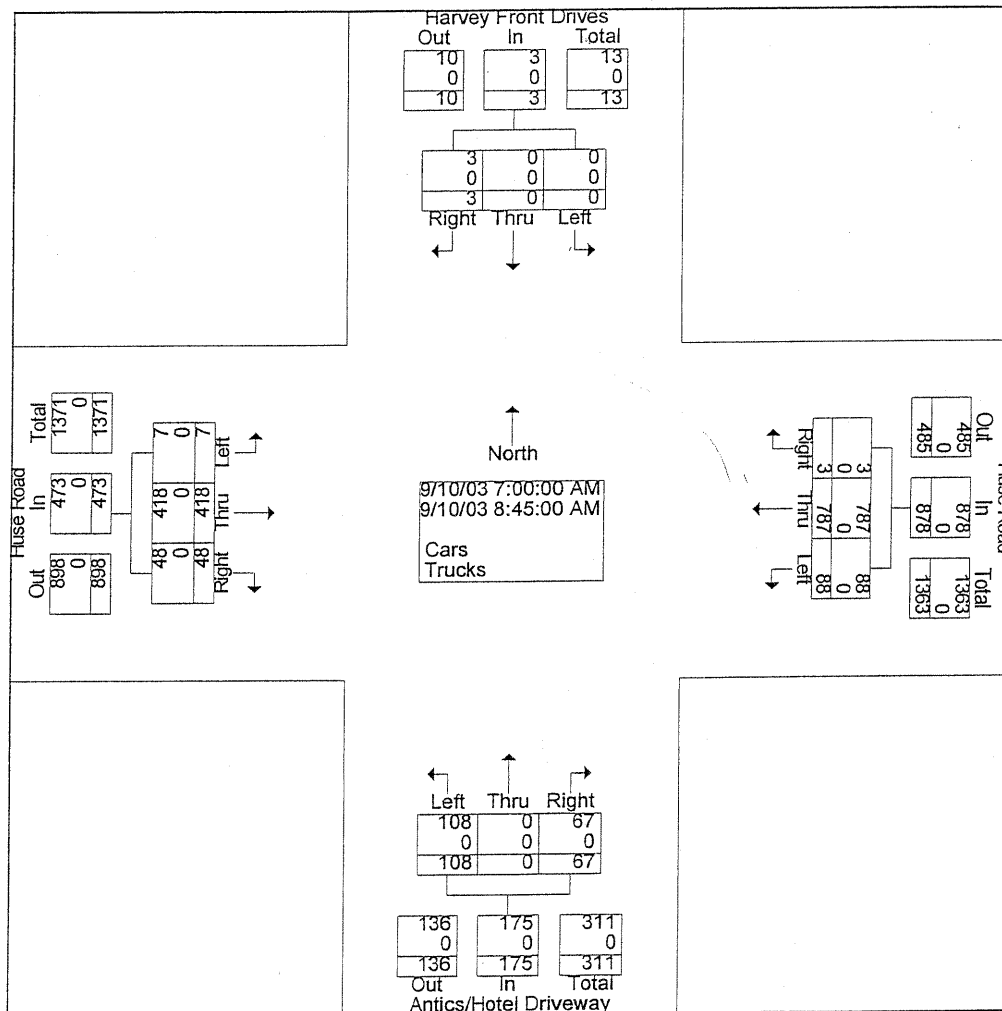 Harvey Front Drives
Out In Total
10 3 13
0 0 0
10 3 13
3 0 0
0 0 0
3 0 0
Right Thru Left
Huse Road
Total In Out
1371 473 898
0 0 0
1371 473 898
7 418 48
0 0 0
7 418 48
Left Thru Right
North
9/10/03 7:00:00 AM
9/10/03 8:45:00 AM
Cars
Trucks
Right Thru Left
3 787 88
0 0 0
3 787 88
485 878 1363
0 0 0
485 878 1363
Out In Total
Road
Left Thru Right
108 0 67
0 0 0
108 0 67
136 175 311
0 0 0
136 175 311
Out In Total
Antics/Hotel Driveway